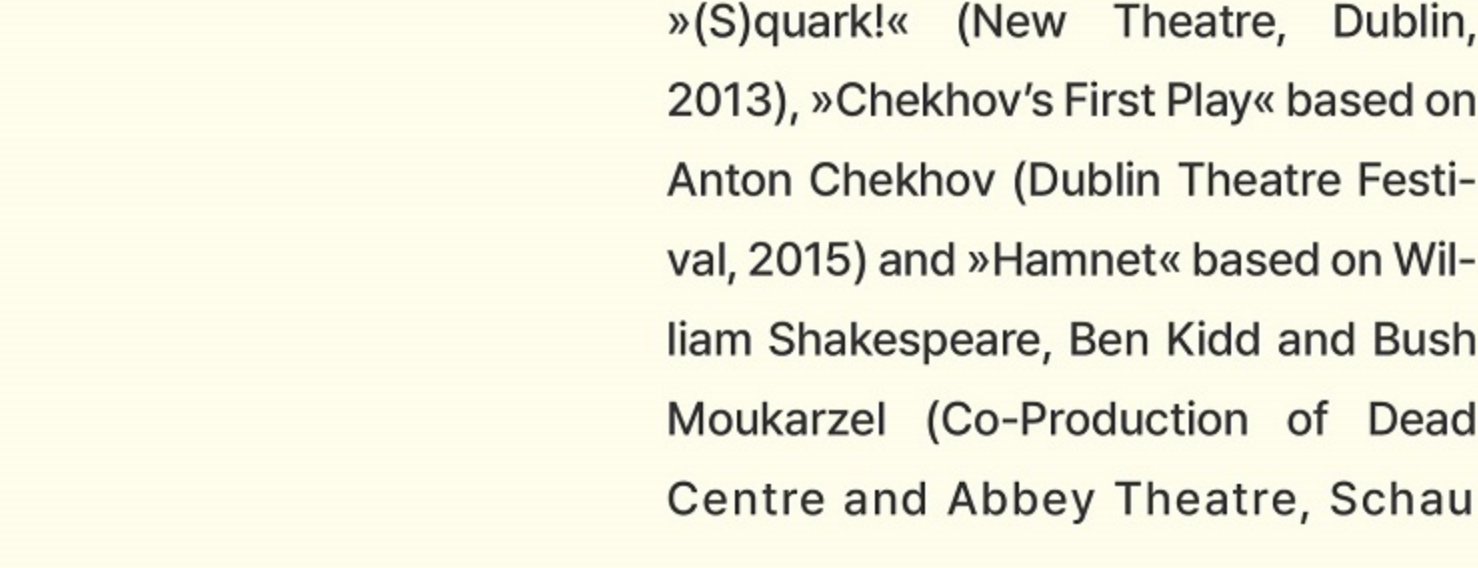 »(S)quark!« (New Theatre, Dublin,
2013), »Chekhov’s First Play« based on
Anton Chekhov (Dublin Theatre Festi-
val, 2015) and »Hamnet« based on Wil-
liam Shakespeare, Ben Kidd and Bush
Moukarzel (Co-Production of Dead
Centre and Abbey Theatre, Schau